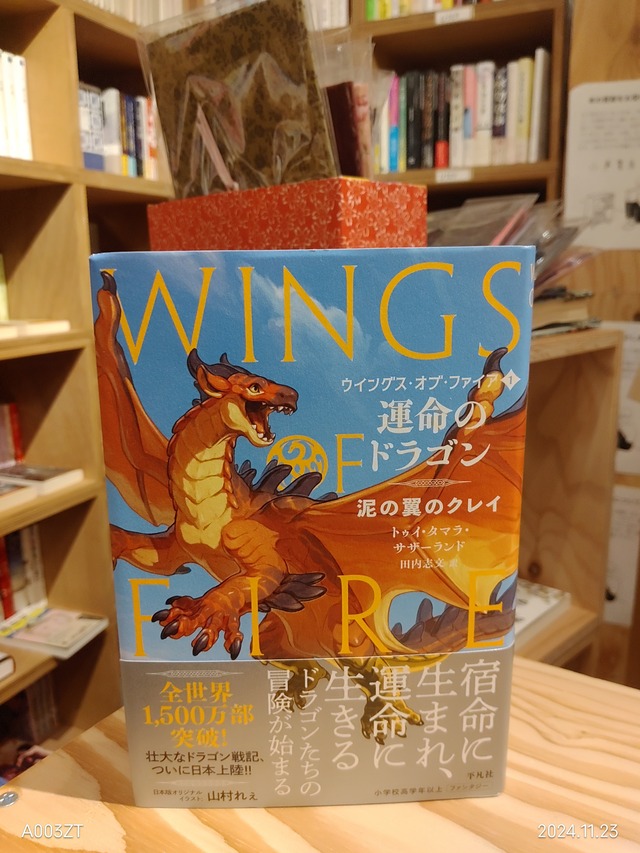 WINGS
ウイングス・オブ・ファイア 1
運命の
ドラゴン
OF
泥の翼のクレイ
トゥイ・タマラ・
サザーランド
田内志文 訳
FIRE
宿命に
生まれ、
運命に
生きる
ドラゴンたちの
冒険が始まる
全世界
1,500万部
突破!
壮大なドラゴン戦記、
ついに日本上陸!!
日本版オリジナル
イラスト 山村れぇ
平凡社
小学校高学年以上 ファンタジー
A003ZT
2024.11.23